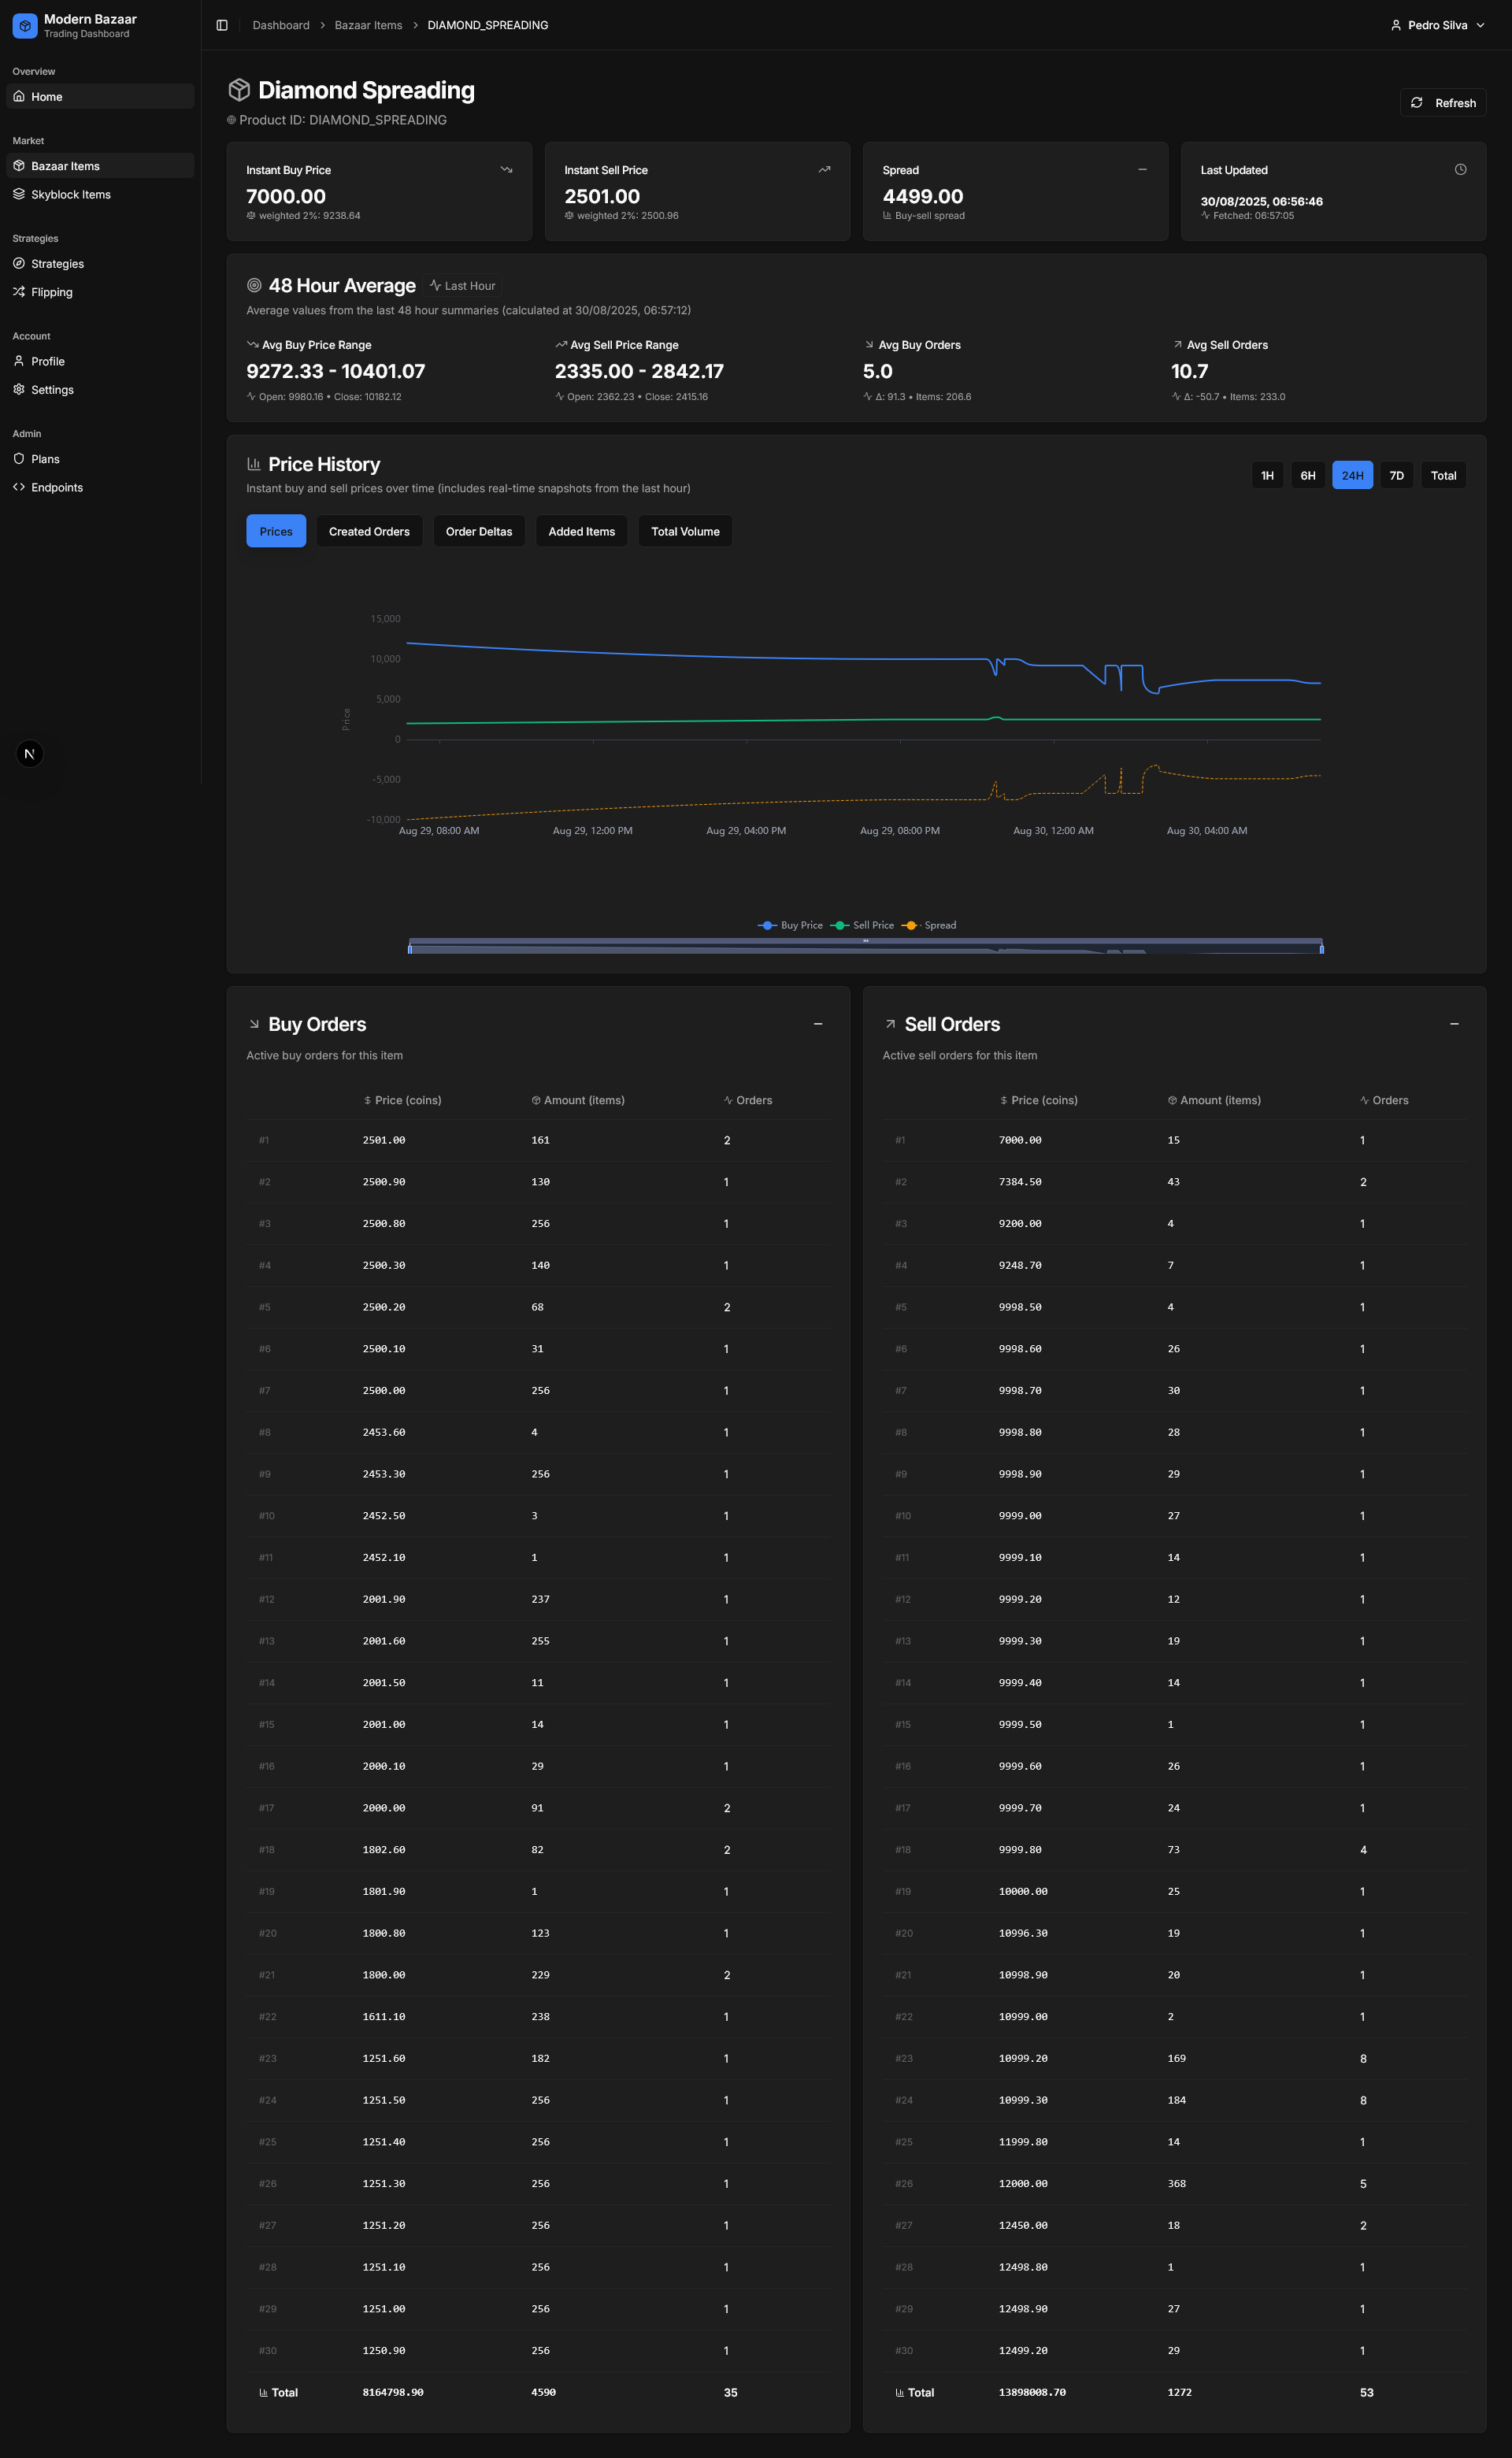 Modern Bazaar
Trading Dashboard
Overview
Home
Market
Bazaar Items
Skyblock Items
Strategies
Strategies
Flipping
Account
Profile
Settings
Admin
Plans
Endpoints
N
Dashboard > Bazaar Items > DIAMOND_SPREADING
Pedro Silva
Diamond Spreading
Product ID: DIAMOND_SPREADING
Refresh
Instant Buy Price
7000.00
weighted 2%: 9238.64
Instant Sell Price
2501.00
weighted 2%: 2500.96
Spread
4499.00
Buy-sell spread
Last Updated
30/08/2025, 06:56:46
Fetched: 06:57:05
48 Hour Average Last Hour
Average values from the last 48 hour summaries (calculated at 30/08/2025, 06:57:12)
Avg Buy Price Range
9272.33 - 10401.07
Open: 9980.16 • Close: 10182.12
Avg Sell Price Range
2335.00 - 2842.17
Open: 2362.23 • Close: 2415.16
Avg Buy Orders
5.0
Δ: 91.3 • Items: 206.6
Avg Sell Orders
10.7
Δ: -50.7 • Items: 233.0
Price History
Instant buy and sell prices over time (includes real-time snapshots from the last hour)
1H 6H 24H 7D Total
Prices Created Orders Order Deltas Added Items Total Volume
Price
15,000
10,000
5,000
0
-5,000
-10,000
Aug 29, 08:00 AM Aug 29, 12:00 PM Aug 29, 04:00 PM Aug 29, 08:00 PM Aug 30, 12:00 AM Aug 30, 04:00 AM
Buy Price Sell Price Spread
Buy Orders
Active buy orders for this item
Price (coins) Amount (items) Orders
#1 2501.00 161 2
#2 2500.90 130 1
#3 2500.80 256 1
#4 2500.30 140 1
#5 2500.20 68 2
#6 2500.10 31 1
#7 2500.00 256 1
#8 2453.60 4 1
#9 2453.30 256 1
#10 2452.50 3 1
#11 2452.10 1 1
#12 2001.90 237 1
#13 2001.60 255 1
#14 2001.50 11 1
#15 2001.00 14 1
#16 2000.10 29 1
#17 2000.00 91 2
#18 1802.60 82 2
#19 1801.90 1 1
#20 1800.80 123 1
#21 1800.00 229 2
#22 1611.10 238 1
#23 1251.60 182 1
#24 1251.50 256 1
#25 1251.40 256 1
#26 1251.30 256 1
#27 1251.20 256 1
#28 1251.10 256 1
#29 1251.00 256 1
#30 1250.90 256 1
Total 8164798.90 4590 35
Sell Orders
Active sell orders for this item
Price (coins) Amount (items) Orders
#1 7000.00 15 1
#2 7384.50 43 2
#3 9200.00 4 1
#4 9248.70 7 1
#5 9998.50 4 1
#6 9998.60 26 1
#7 9998.70 30 1
#8 9998.80 28 1
#9 9998.90 29 1
#10 9999.00 27 1
#11 9999.10 14 1
#12 9999.20 12 1
#13 9999.30 19 1
#14 9999.40 14 1
#15 9999.50 1 1
#16 9999.60 26 1
#17 9999.70 24 1
#18 9999.80 73 4
#19 10000.00 25 1
#20 10996.30 19 1
#21 10998.90 20 1
#22 10999.00 2 1
#23 10999.20 169 8
#24 10999.30 184 8
#25 11999.80 14 1
#26 12000.00 368 5
#27 12450.00 18 2
#28 12498.80 1 1
#29 12498.90 27 1
#30 12499.20 29 1
Total 13898008.70 1272 53